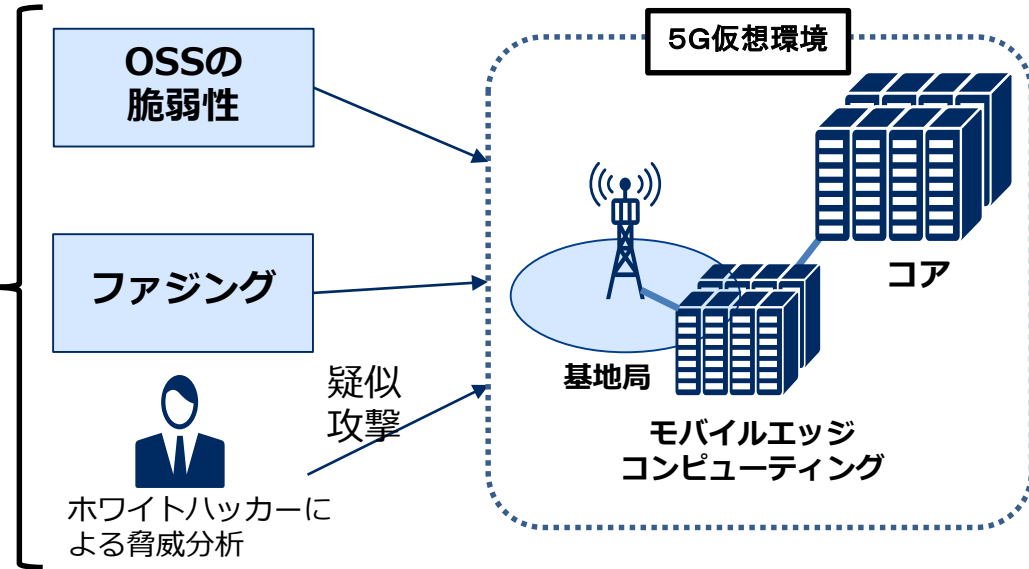 OSSの
脆弱性
ファジング
疑似
攻撃
ホワイトハッカーに
よる脅威分析
5G仮想環境
コア
基地局
モバイルエッジ
コンピューティング